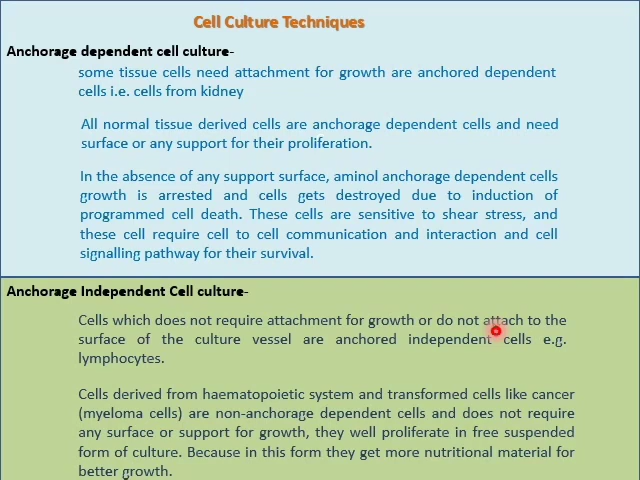 Cell Culture Techniques
Anchorage dependent cell culture-
some tissue cells need attachment for growth are anchored dependent
cells i.e. cells from kidney
All normal tissue derived cells are anchorage dependent cells and need
surface or any support for their proliferation.
In the absence of any support surface, aminol anchorage dependent cells
growth is arrested and cells gets destroyed due to induction of
programmed cell death. These cells are sensitive to shear stress, and
these cell require cell to cell communication and interaction and cell
signalling pathway for their survival.
Anchorage Independent Cell culture-
Cells which does not require attachment for growth or do not attach to the
surface of the culture vessel are anchored independent cells e.g.
lymphocytes.
Cells derived from haematopoietic system and transformed cells like cancer
(myeloma cells) are non-anchorage dependent cells and does not require
any surface or support for growth, they well proliferate in free suspended
form of culture. Because in this form they get more nutritional material for
better growth.